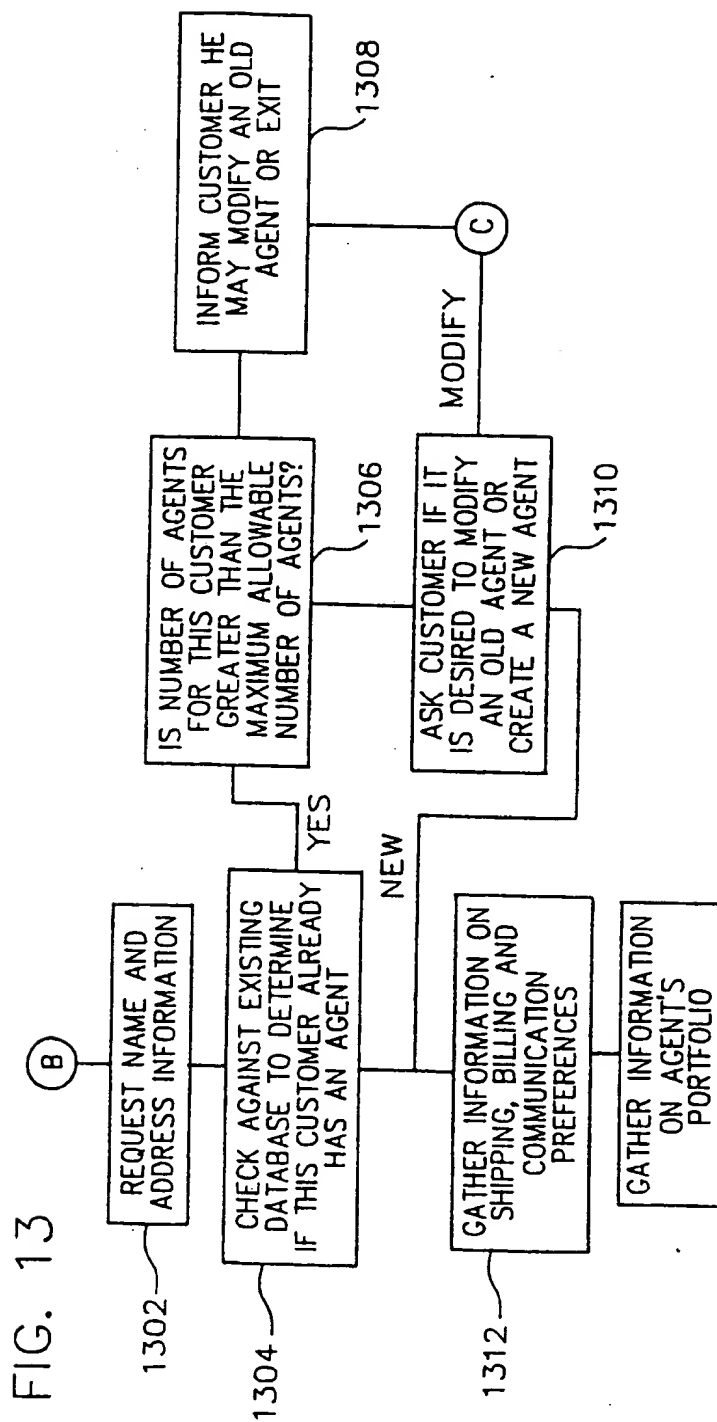 FIG. 13
B
1302
REQUEST NAME AND
ADDRESS INFORMATION
1304
CHECK AGAINST EXISTING
DATABASE TO DETERMINE
IF THIS CUSTOMER ALREADY
HAS AN AGENT
YES
IS NUMBER OF AGENTS
FOR THIS CUSTOMER
GREATER THAN THE
MAXIMUM ALLOWABLE
NUMBER OF AGENTS?
1306
INFORM CUSTOMER HE
MAY MODIFY AN OLD
AGENT OR EXIT
1308
NEW
ASK CUSTOMER IF IT
IS DESIRED TO MODIFY
AN OLD AGENT OR
CREATE A NEW AGENT
1310
MODIFY
C
1312
GATHER INFORMATION ON
SHIPPING, BILLING AND
COMMUNICATION
PREFERENCES
GATHER INFORMATION
ON AGENT'S
PORTFOLIO